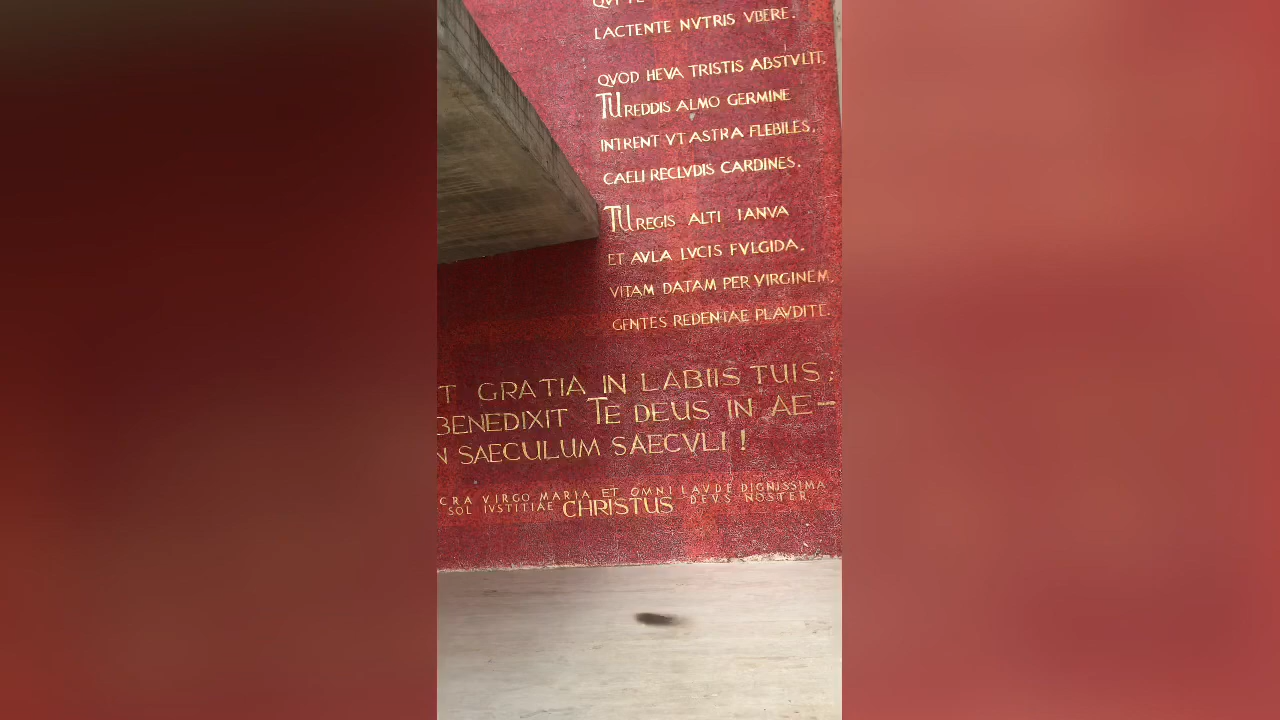 LACTENTE NVTRIS VBERE.
QVOD HEVA TRISTIS ABSTVLIT,
TU REDDIS ALMO GERMINE
INTRENT VT ASTRA FLEBILES,
CAELI RECLVDIS CARDINES.
TU REGIS ALTI IANVA
ET AVLA LVCIS FVLGIDA,
VITAM DATAM PER VIRGINEM,
GENTES REDENTAE PLAVDITE.
T GRATIA IN LABIIS TUIS:
BENEDIXIT TE DEUS IN AE-
N SAECULUM SAECVLI!
CRA VIRGO MARIA ET OMNI LAVDE DIGNISSIMA
SOL IVSTITIAE CHRISTUS DEVS NOSTER